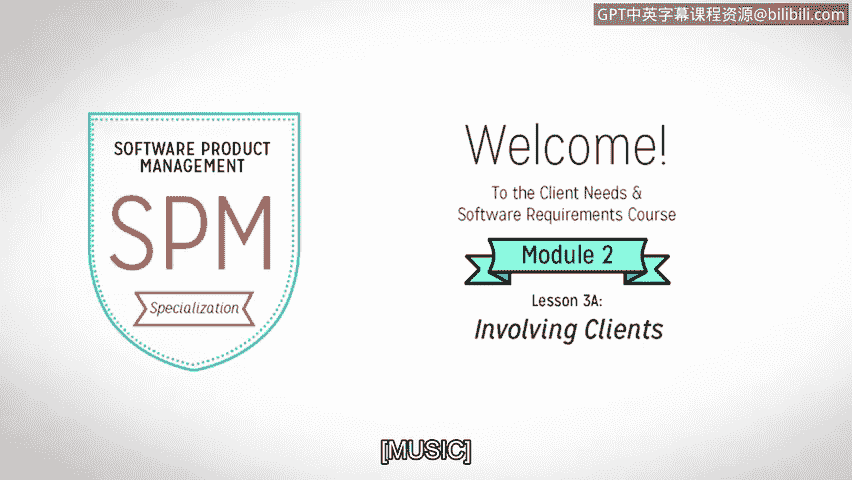 GPT中英字幕课程资源@bilibili.com
SOFTWARE PRODUCT
MANAGEMENT
SPM
Specialization
Welcome!
To the Client Needs &
Software Requirements Course
Module 2
Lesson 3A:
Involving Clients
[MUSIC]